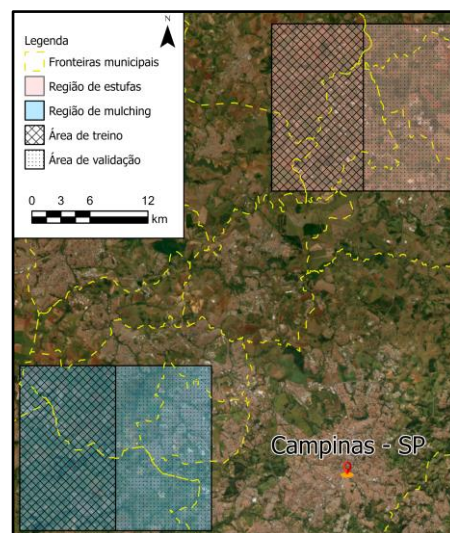 N
Legenda
Fronteiras municipais
Região de estufas
Região de mulching
Área de treino
Área de validação
0 3 6 12
km
Campinas - SP